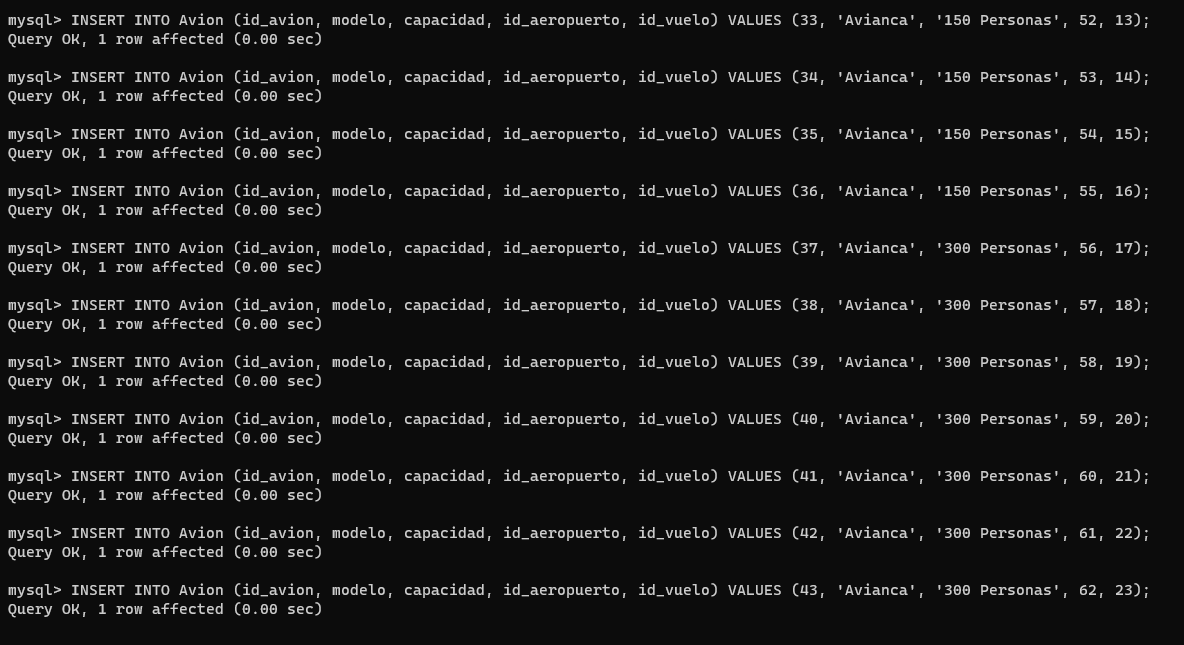 mysql> INSERT INTO Avion (id_avion, modelo, capacidad, id_aeropuerto, id_vuelo) VALUES (33, 'Avianca', '150 Personas', 52, 13);
Query OK, 1 row affected (0.00 sec)
mysql> INSERT INTO Avion (id_avion, modelo, capacidad, id_aeropuerto, id_vuelo) VALUES (34, 'Avianca', '150 Personas', 53, 14);
Query OK, 1 row affected (0.00 sec)
mysql> INSERT INTO Avion (id_avion, modelo, capacidad, id_aeropuerto, id_vuelo) VALUES (35, 'Avianca', '150 Personas', 54, 15);
Query OK, 1 row affected (0.00 sec)
mysql> INSERT INTO Avion (id_avion, modelo, capacidad, id_aeropuerto, id_vuelo) VALUES (36, 'Avianca', '150 Personas', 55, 16);
Query OK, 1 row affected (0.00 sec)
mysql> INSERT INTO Avion (id_avion, modelo, capacidad, id_aeropuerto, id_vuelo) VALUES (37, 'Avianca', '300 Personas', 56, 17);
Query OK, 1 row affected (0.00 sec)
mysql> INSERT INTO Avion (id_avion, modelo, capacidad, id_aeropuerto, id_vuelo) VALUES (38, 'Avianca', '300 Personas', 57, 18);
Query OK, 1 row affected (0.00 sec)
mysql> INSERT INTO Avion (id_avion, modelo, capacidad, id_aeropuerto, id_vuelo) VALUES (39, 'Avianca', '300 Personas', 58, 19);
Query OK, 1 row affected (0.00 sec)
mysql> INSERT INTO Avion (id_avion, modelo, capacidad, id_aeropuerto, id_vuelo) VALUES (40, 'Avianca', '300 Personas', 59, 20);
Query OK, 1 row affected (0.00 sec)
mysql> INSERT INTO Avion (id_avion, modelo, capacidad, id_aeropuerto, id_vuelo) VALUES (41, 'Avianca', '300 Personas', 60, 21);
Query OK, 1 row affected (0.00 sec)
mysql> INSERT INTO Avion (id_avion, modelo, capacidad, id_aeropuerto, id_vuelo) VALUES (42, 'Avianca', '300 Personas', 61, 22);
Query OK, 1 row affected (0.00 sec)
mysql> INSERT INTO Avion (id_avion, modelo, capacidad, id_aeropuerto, id_vuelo) VALUES (43, 'Avianca', '300 Personas', 62, 23);
Query OK, 1 row affected (0.00 sec)